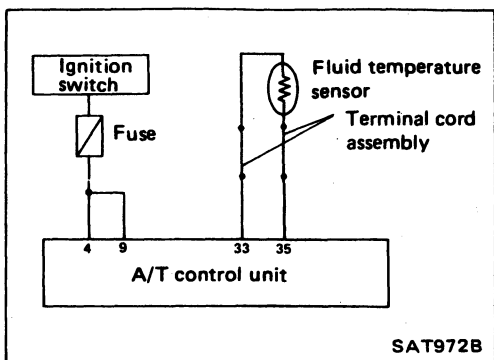 Ignition
switch
Fuse
Fluid temperature
sensor
Terminal cord
assembly
4 9 33 35
A/T control unit
SAT972B